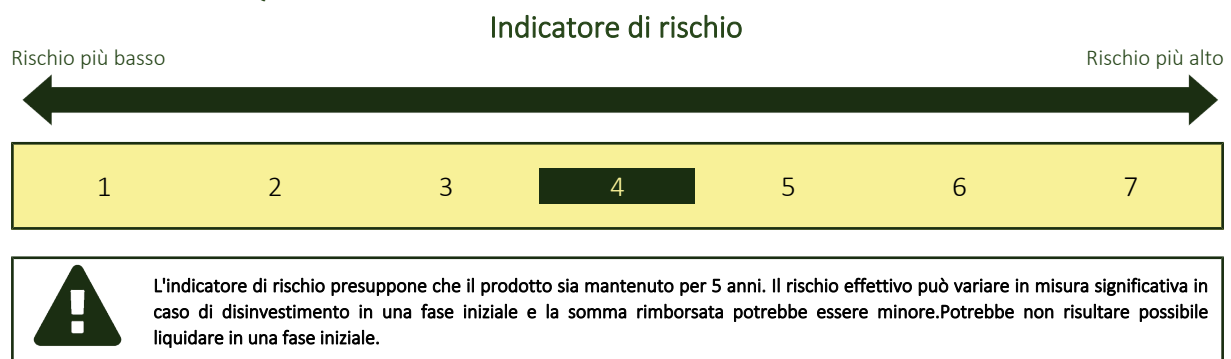 Indicatore di rischio
Rischio più basso
Rischio più alto
1 2 3 4 5 6 7
L'indicatore di rischio presuppone che il prodotto sia mantenuto per 5 anni. Il rischio effettivo può variare in misura significativa in
caso di disinvestimento in una fase iniziale e la somma rimborsata potrebbe essere minore.Potrebbe non risultare possibile
liquidare in una fase iniziale.